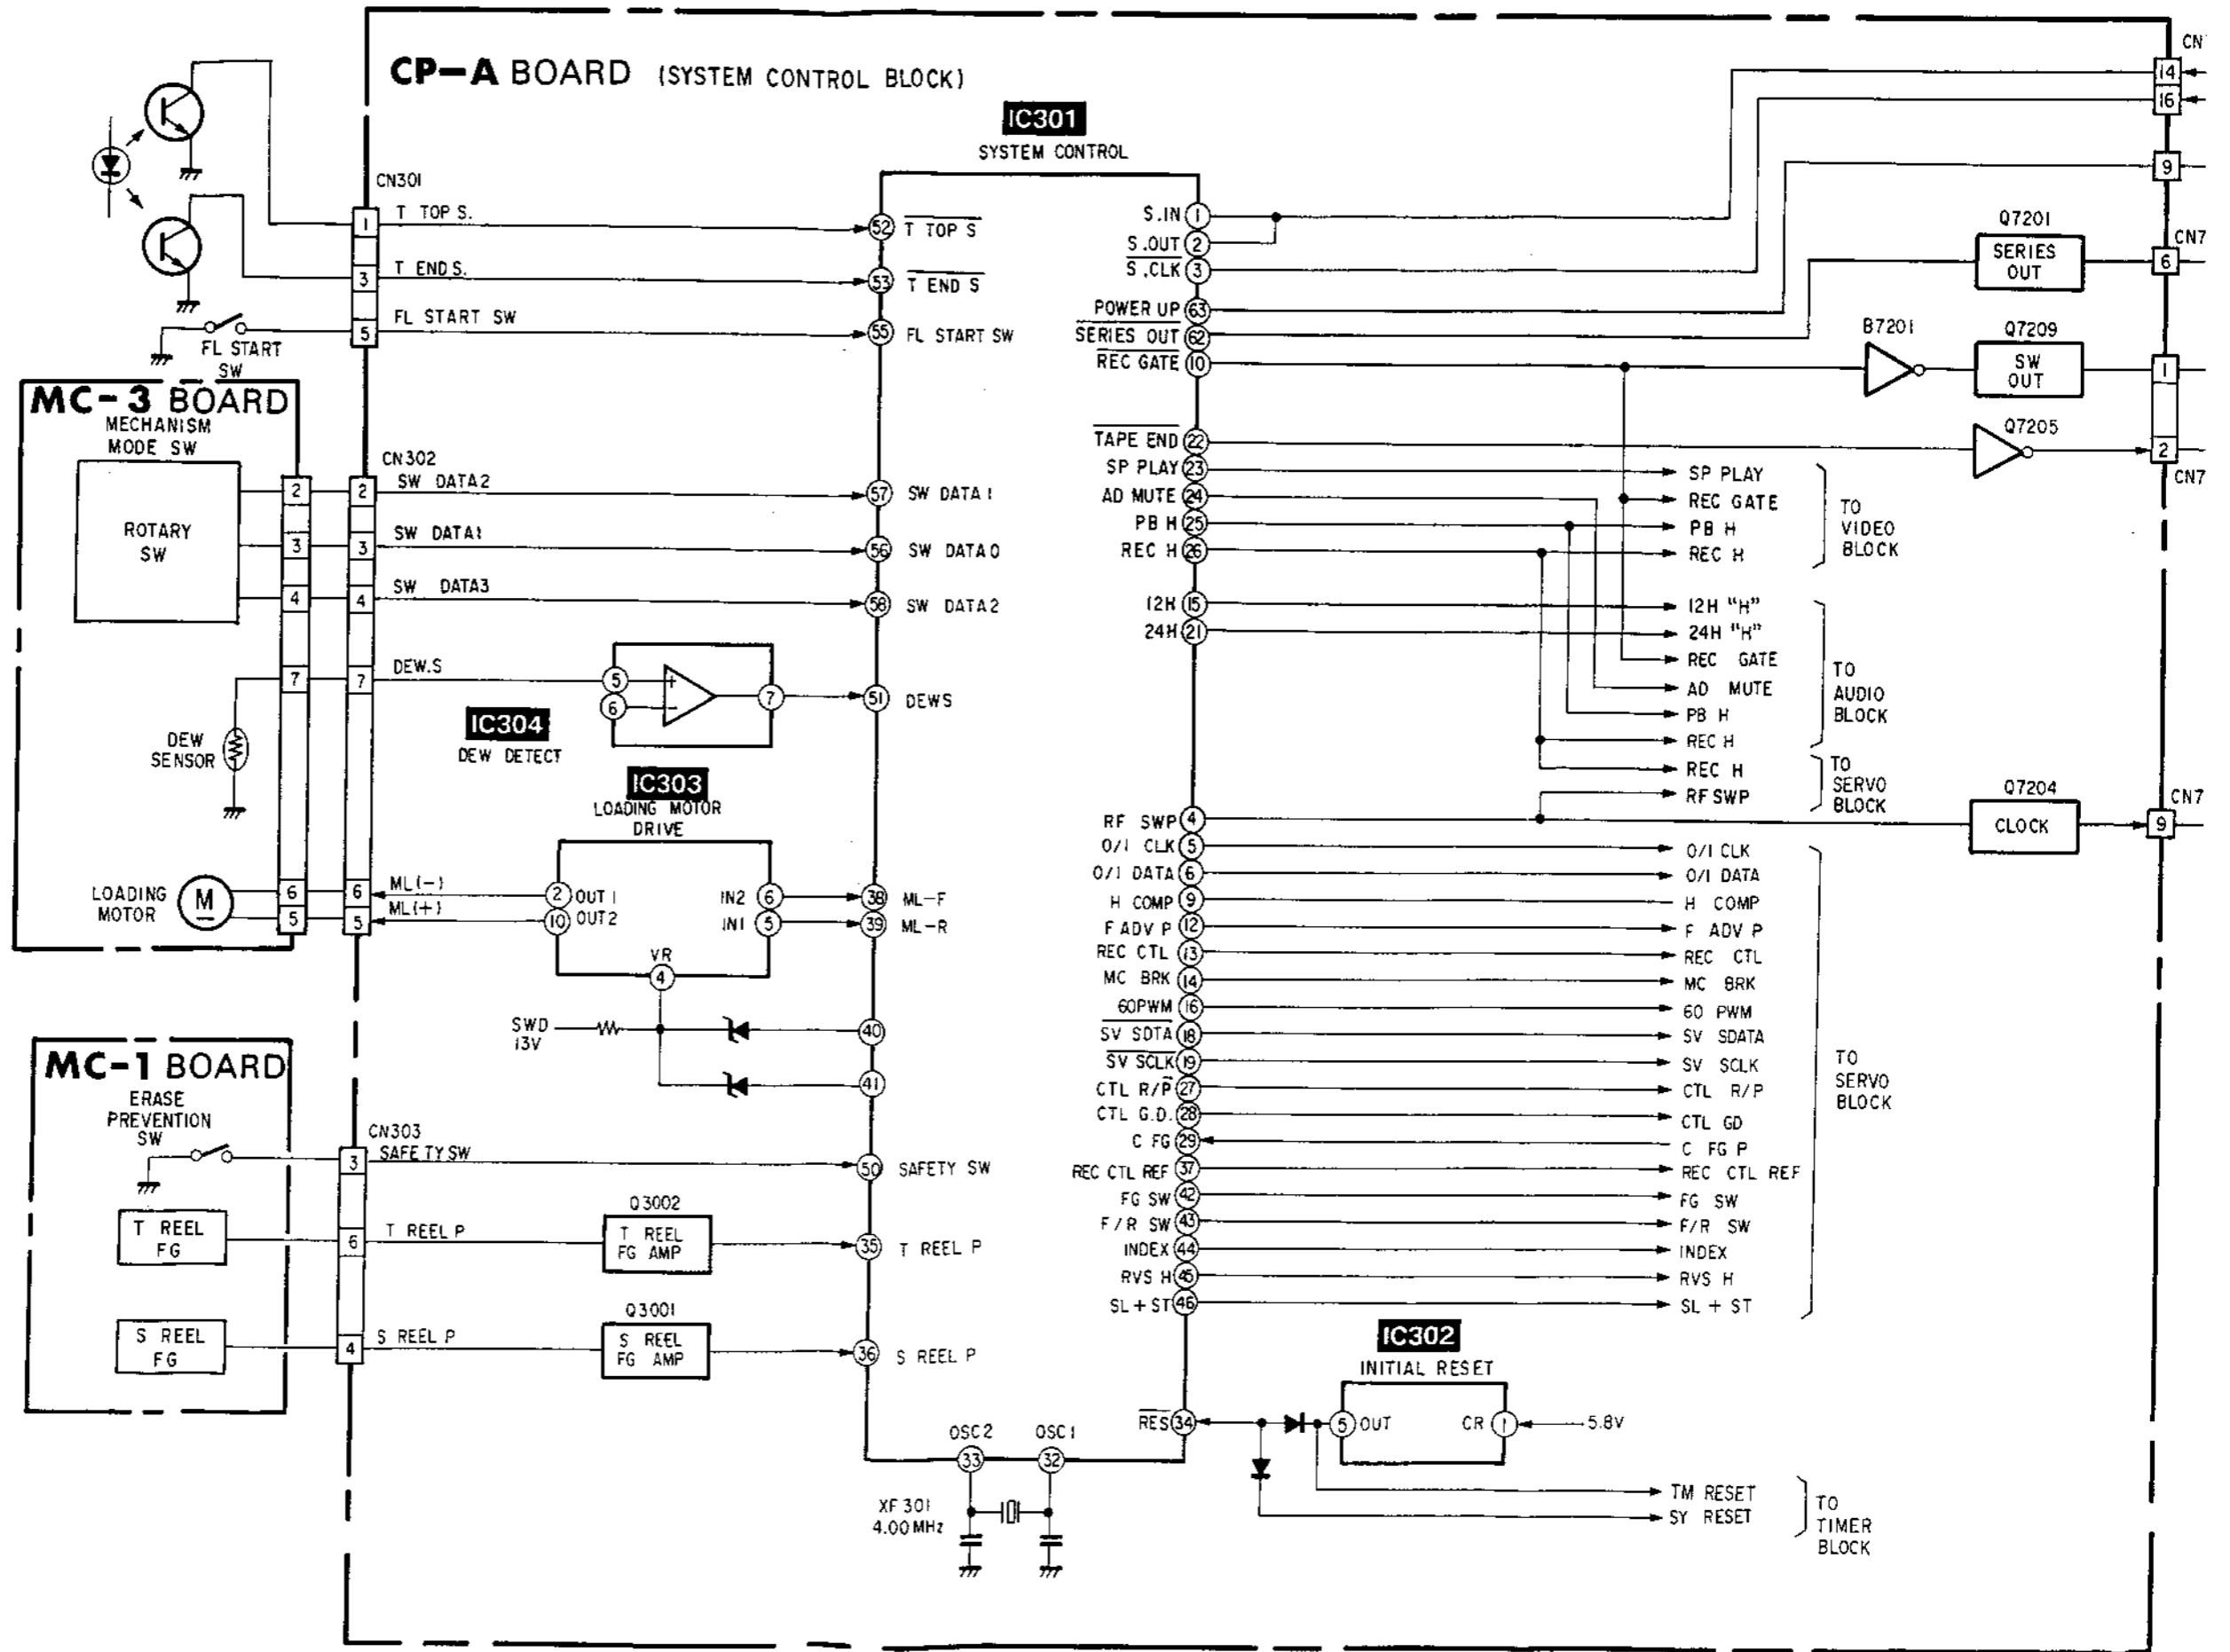 CP-A BOARD (SYSTEM CONTROL BLOCK)
CN
14
16
9
IC301
SYSTEM CONTROL
CN301
1 T TOP S.
52 T TOP S
3 T END S.
53 T END S
5 FL START SW
55 FL START SW
FL START
SW
S.IN 1
S.OUT 2
S.CLK 3
POWER UP 63
SERIES OUT 62
REC GATE 10
Q7201
SERIES
OUT
CN7
6
B7201
Q7209
SW
OUT
1
TAPE END 22
Q7205
2
CN7
SP PLAY 23
AD MUTE 24
PB H 25
REC H 26
SP PLAY
REC GATE
PB H
REC H
TO
VIDEO
BLOCK
12H 15
24H 21
12H "H"
24H "H"
REC GATE
AD MUTE
PB H
REC H
TO
AUDIO
BLOCK
REC H
RF SWP
TO
SERVO
BLOCK
Q7204
CLOCK
CN7
9
MC-3 BOARD
MECHANISM
MODE SW
ROTARY
SW
CN302
2 2 SW DATA2
57 SW DATA1
3 3 SW DATA1
56 SW DATA0
4 4 SW DATA3
58 SW DATA2
7 7 DEW.S
5 +
6 -
7
51 DEWS
IC304
DEW DETECT
DEW
SENSOR
IC303
LOADING MOTOR
DRIVE
LOADING
MOTOR
M
6 6 ML(-)
5 5 ML(+)
2 OUT1
10 OUT2
IN2 6
IN1 5
VR
4
38 ML-F
39 ML-R
SWD
13V
40
41
RF SWP 4
O/I CLK 5
O/I DATA 6
H COMP 9
F ADV P 12
REC CTL 13
MC BRK 14
60PWM 16
SV SDTA 18
SV SCLK 19
CTL R/P 27
CTL G.D. 28
C FG 29
REC CTL REF 37
FG SW 42
F/R SW 43
INDEX 44
RVS H 45
SL+ST 46
O/I CLK
O/I DATA
H COMP
F ADV P
REC CTL
MC BRK
60 PWM
SV SDATA
SV SCLK
CTL R/P
CTL GD
C FG P
REC CTL REF
FG SW
F/R SW
INDEX
RVS H
SL + ST
TO
SERVO
BLOCK
MC-1 BOARD
ERASE
PREVENTION
SW
CN303
3 SAFETY SW
50 SAFETY SW
T REEL
FG
6 T REEL P
Q3002
T REEL
FG AMP
35 T REEL P
S REEL
FG
4 S REEL P
Q3001
S REEL
FG AMP
36 S REEL P
IC302
INITIAL RESET
RES 34
5 OUT
CR 1
5.8V
OSC2
33
OSC1
32
XF301
4.00MHz
TM RESET
SY RESET
TO
TIMER
BLOCK